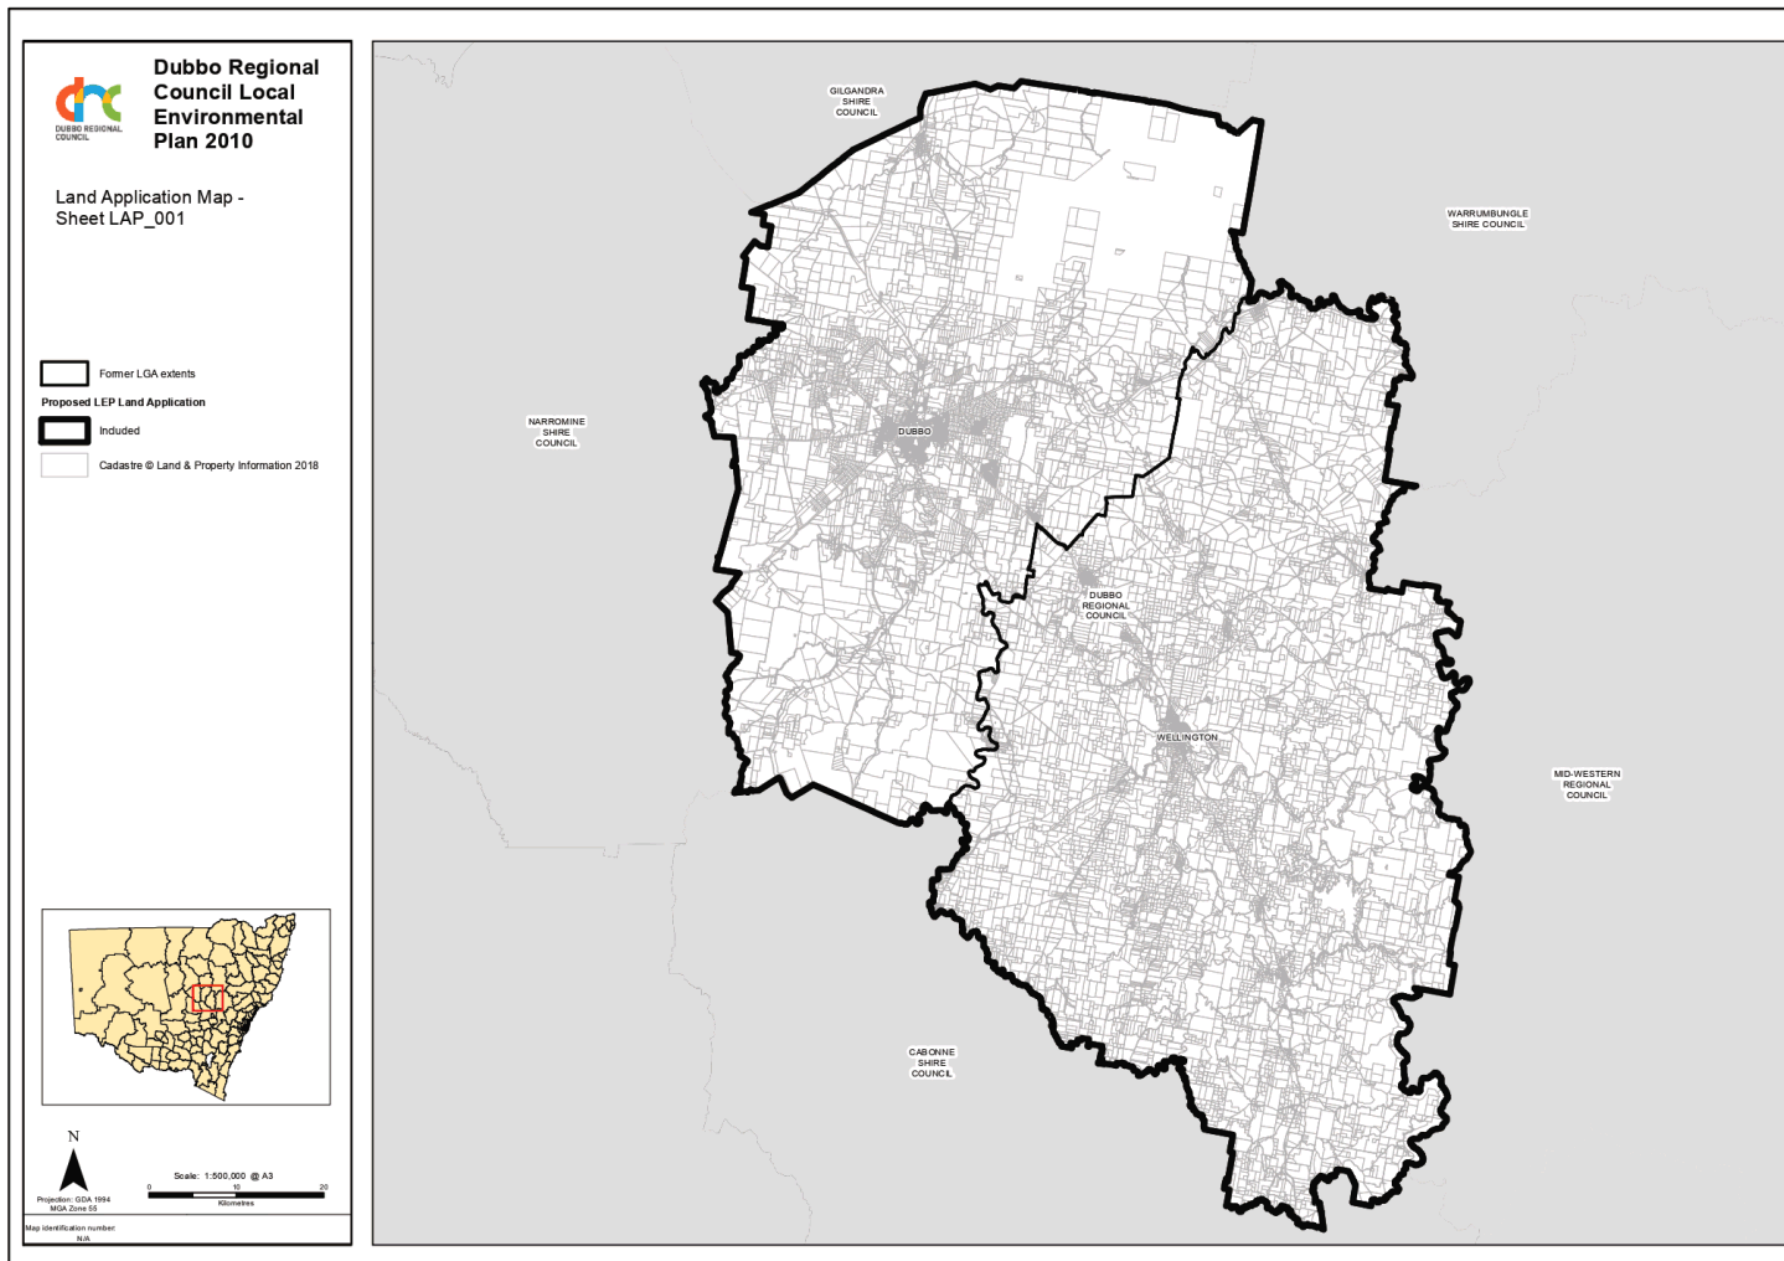 Dubbo Regional
Council Local
Environmental
Plan 2010
DUBBO REGIONAL
COUNCIL
Land Application Map -
Sheet LAP_001
Former LGA extents
Proposed LEP Land Application
Included
Cadastre © Land & Property Information 2018
N
Projection: GDA 1994
MGA Zone 55
Scale: 1:500,000 @ A3
0 10 20
Kilometres
Map identification number:
N/A
GILGANDRA
SHIRE
COUNCIL
WARRUMBUNGLE
SHIRE COUNCIL
NARROMINE
SHIRE
COUNCIL
DUBBO
DUBBO
REGIONAL
COUNCIL
WELLINGTON
MID-WESTERN
REGIONAL
COUNCIL
CABONNE
SHIRE
COUNCIL